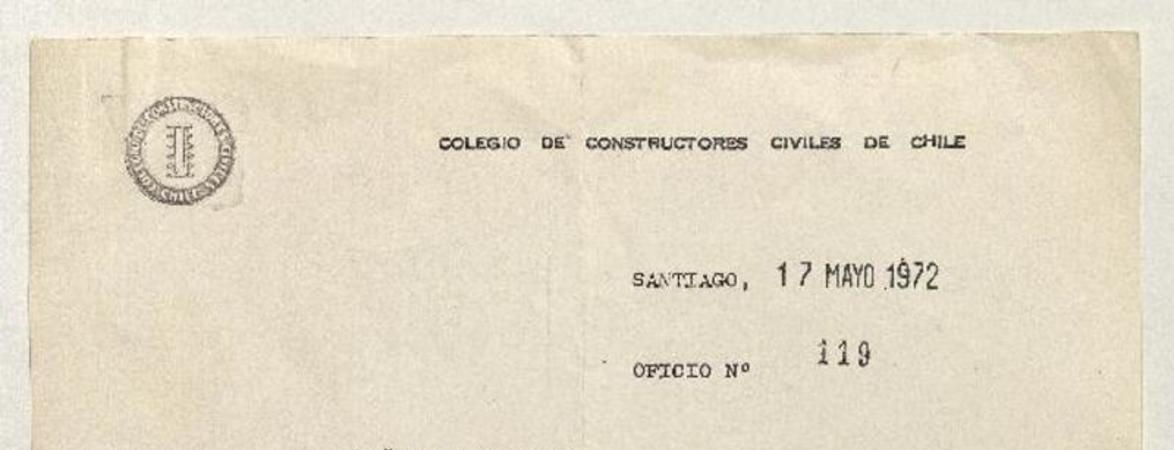 COLEGIO DE CONSTRUCTORES CIVILES DE CHILE
SANTIAGO, 17 MAYO 1972
OFICIO Nº 119